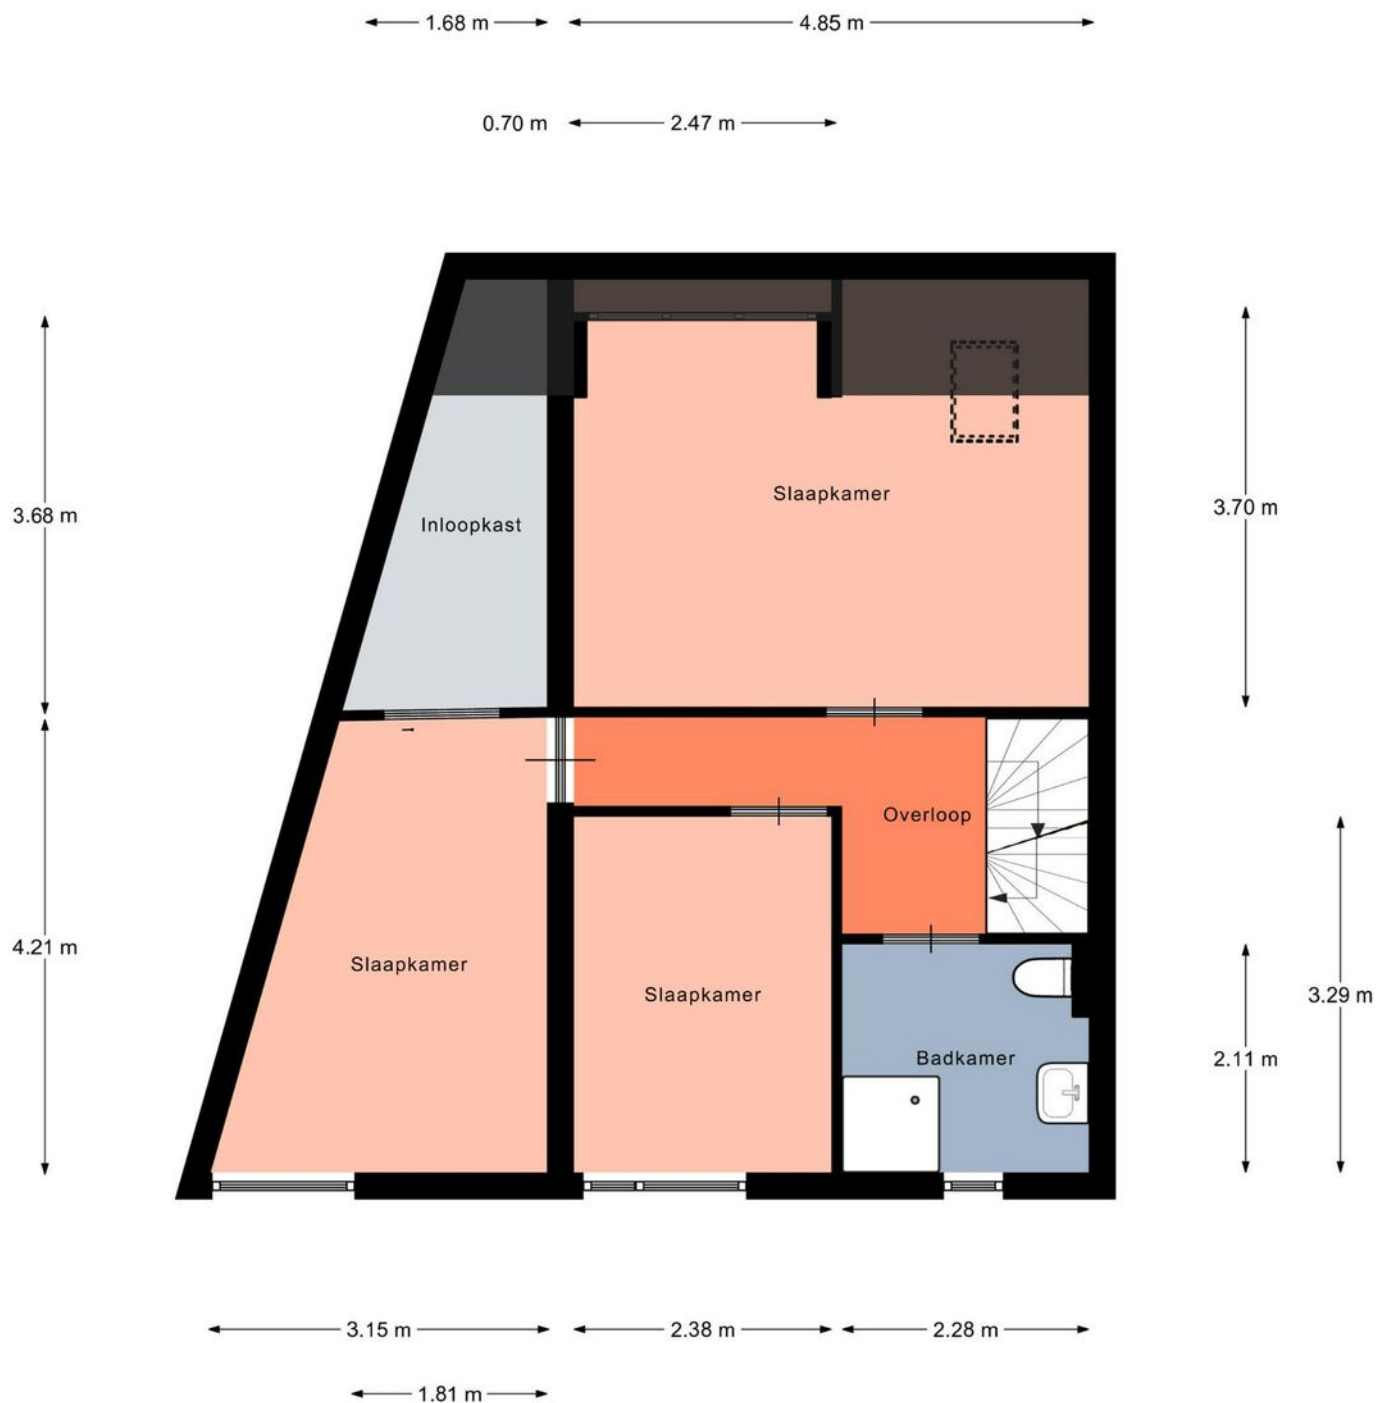 1.68 m
4.85 m
0.70 m
2.47 m
Slaapkamer
3.70 m
3.68 m
Inloopkast
Overloop
4.21 m
Slaapkamer
Slaapkamer
3.29 m
Badkamer
2.11 m
3.15 m
2.38 m
2.28 m
1.81 m